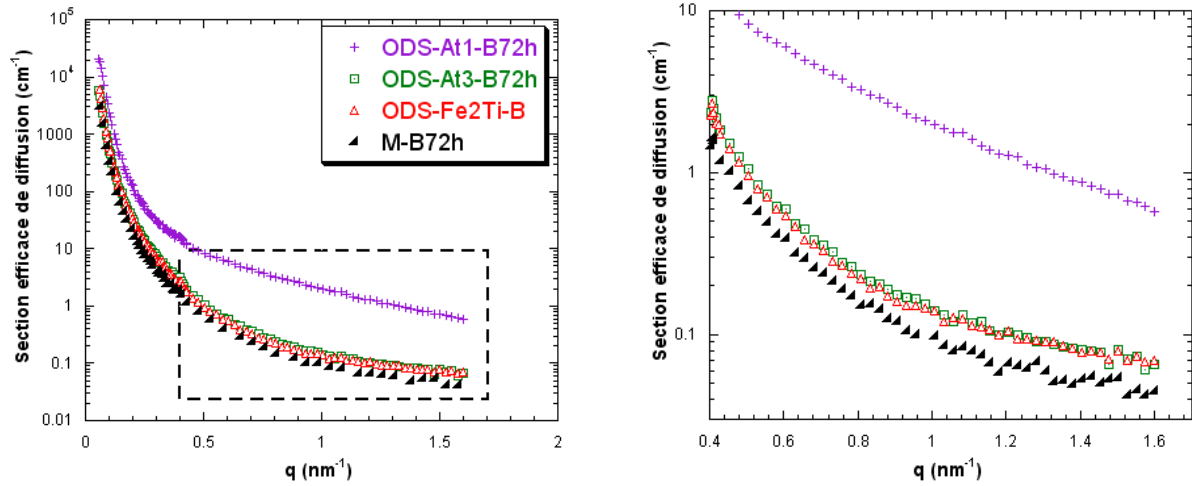 10^5
10^4
1000
100
10
1
0.1
0.01
Section efficace de diffusion (cm^-1)
ODS-At1-B72h
ODS-At3-B72h
ODS-Fe2Ti-B
M-B72h
0 0.5 1 1.5 2
q (nm^-1)
10
1
0.1
Section efficace de diffusion (cm^-1)
0.4 0.6 0.8 1 1.2 1.4 1.6
q (nm^-1)